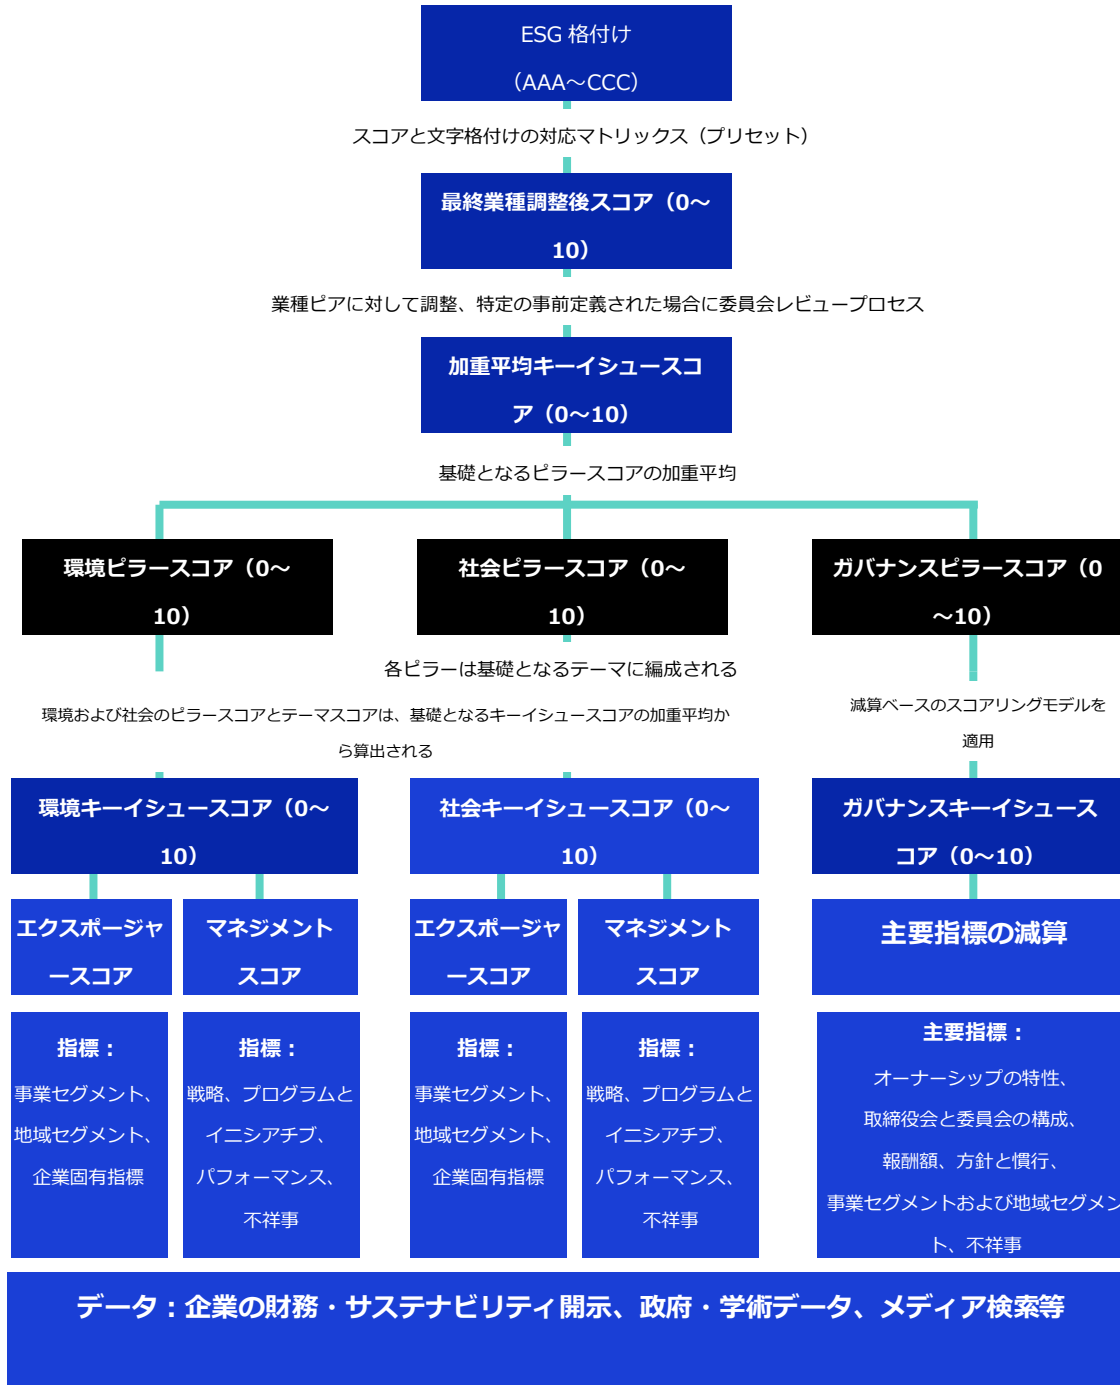 ESG 格付け
（AAA～CCC）
スコアと文字格付けの対応マトリックス（プリセット）
最終業種調整後スコア（0～
10）
業種ピアに対して調整、特定の事前定義された場合に委員会レビュープロセス
加重平均キーイシュースコ
ア（0～10）
基礎となるピラースコアの加重平均
環境ピラースコア（0～
10）
社会ピラースコア（0～
10）
ガバナンスピラースコア（0
～10）
各ピラーは基礎となるテーマに編成される
環境および社会のピラースコアとテーマスコアは、基礎となるキーイシュースコアの加重平均か
ら算出される
減算ベースのスコアリングモデルを
適用
環境キーイシュースコア（0～
10）
社会キーイシュースコア（0～
10）
ガバナンスキーイシュース
コア（0～10）
エクスポージャ
ースコア
マネジメント
スコア
エクスポージャ
ースコア
マネジメント
スコア
主要指標の減算
指標：
事業セグメント、
地域セグメント、
企業固有指標
指標：
戦略、プログラムと
イニシアチブ、
パフォーマンス、
不祥事
指標：
事業セグメント、
地域セグメント、
企業固有指標
指標：
戦略、プログラムと
イニシアチブ、
パフォーマンス、
不祥事
主要指標：
オーナーシップの特性、
取締役会と委員会の構成、
報酬額、方針と慣行、
事業セグメントおよび地域セグメン
ト、不祥事
データ：企業の財務・サステナビリティ開示、政府・学術データ、メディア検索等